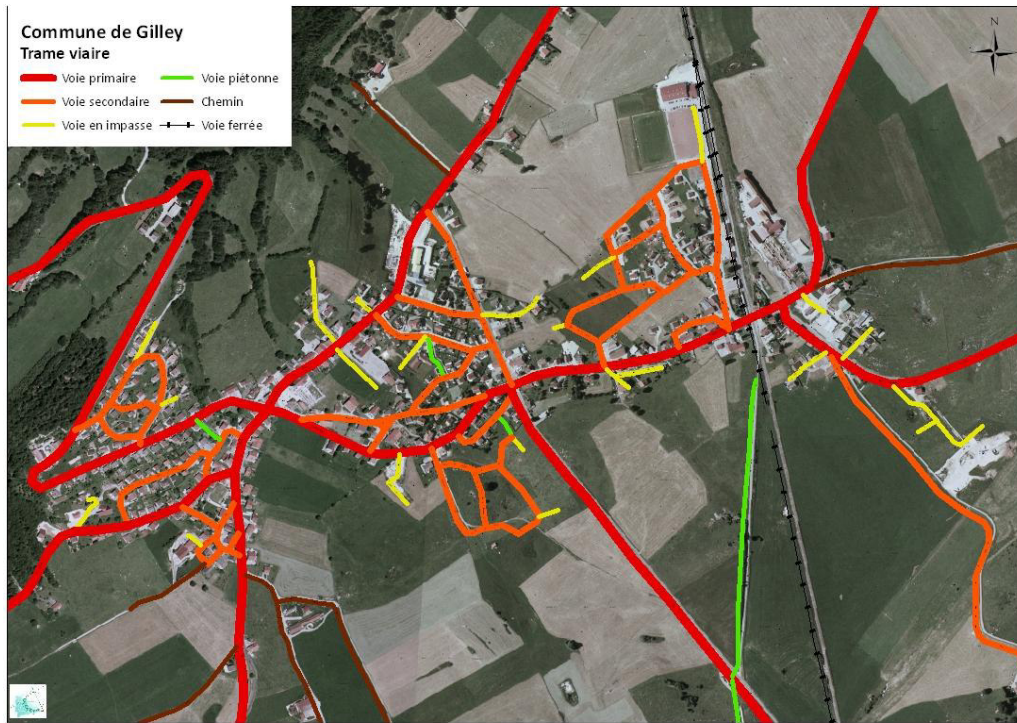 Commune de Gilley
Trame viaire
Voie primaire
Voie piétonne
Voie secondaire
Chemin
Voie en impasse
Voie ferrée
N